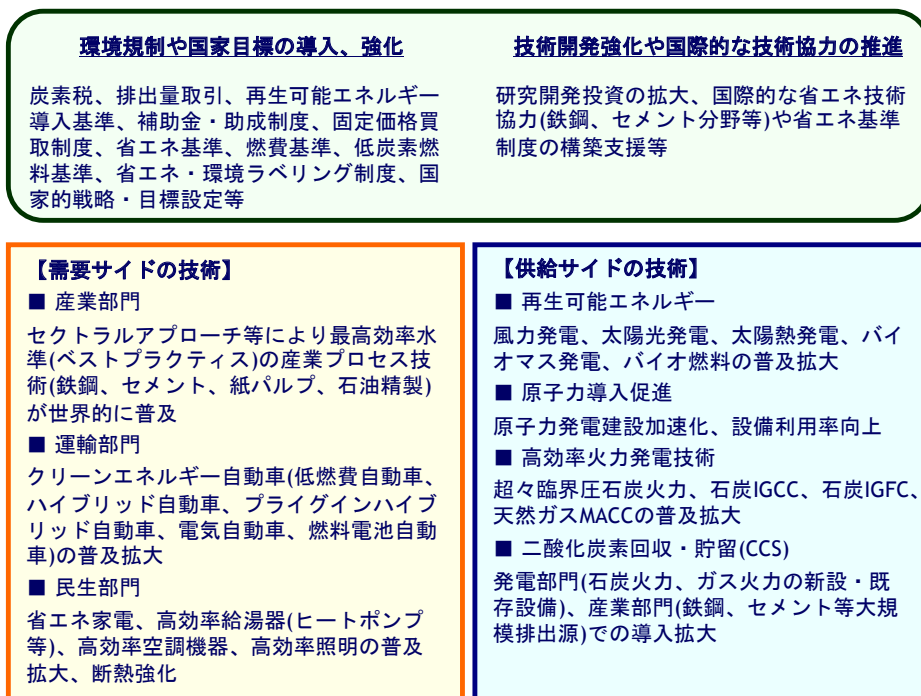 環境規制や国家目標の導入、強化
炭素税、排出量取引、再生可能エネルギー
導入基準、補助金・助成制度、固定価格買
取制度、省エネ基準、燃費基準、低炭素燃
料基準、省エネ・環境ラベリング制度、国
家的戦略・目標設定等
技術開発強化や国際的な技術協力の推進
研究開発投資の拡大、国際的な省エネ技術
協力(鉄鋼、セメント分野等)や省エネ基準
制度の構築支援等
【需要サイドの技術】
■ 産業部門
セクトラルアプローチ等により最高効率水
準(ベストプラクティス)の産業プロセス技
術(鉄鋼、セメント、紙パルプ、石油精製)
が世界的に普及
■ 運輸部門
クリーンエネルギー自動車(低燃費自動車、
ハイブリッド自動車、プライグインハイブ
リッド自動車、電気自動車、燃料電池自動
車)の普及拡大
■ 民生部門
省エネ家電、高効率給湯器(ヒートポンプ
等)、高効率空調機器、高効率照明の普及
拡大、断熱強化
【供給サイドの技術】
■ 再生可能エネルギー
風力発電、太陽光発電、太陽熱発電、バイ
オマス発電、バイオ燃料の普及拡大
■ 原子力導入促進
原子力発電建設加速化、設備利用率向上
■ 高効率火力発電技術
超々臨界圧石炭火力、石炭IGCC、石炭IGFC、
天然ガスMACCの普及拡大
■ 二酸化炭素回収・貯留(CCS)
発電部門(石炭火力、ガス火力の新設・既
存設備)、産業部門(鉄鋼、セメント等大規
模排出源)での導入拡大